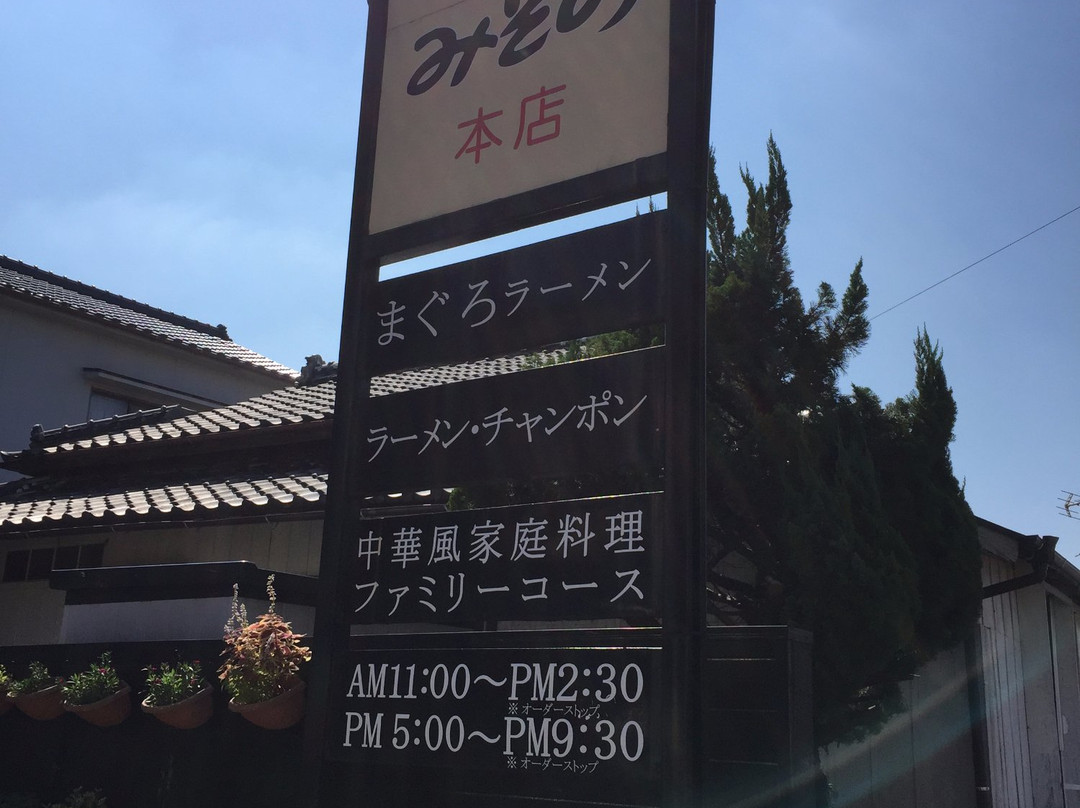 みその
本店
まぐろラーメン
ラーメン・チャンポン
中華風家庭料理
ファミリーコース
AM11:00〜PM2:30
※オーダーストップ
PM 5:00〜PM9:30
※オーダーストップ